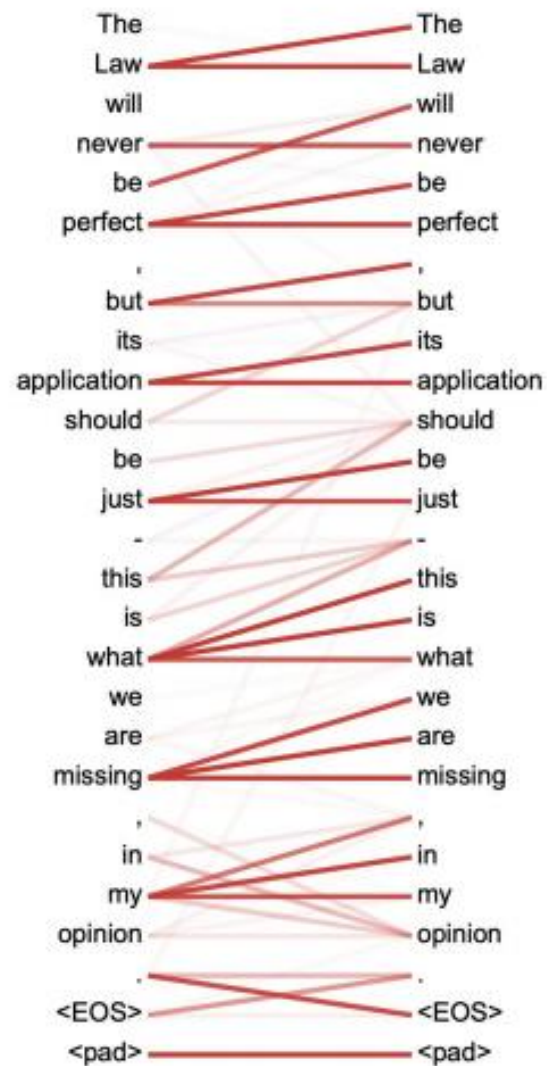 The The
Law Law
will will
never never
be be
perfect perfect
, ,
but but
its its
application application
should should
be be
just just
- -
this this
is is
what what
we we
are are
missing missing
, ,
in in
my my
opinion opinion
. .
<EOS> <EOS>
<pad> <pad>